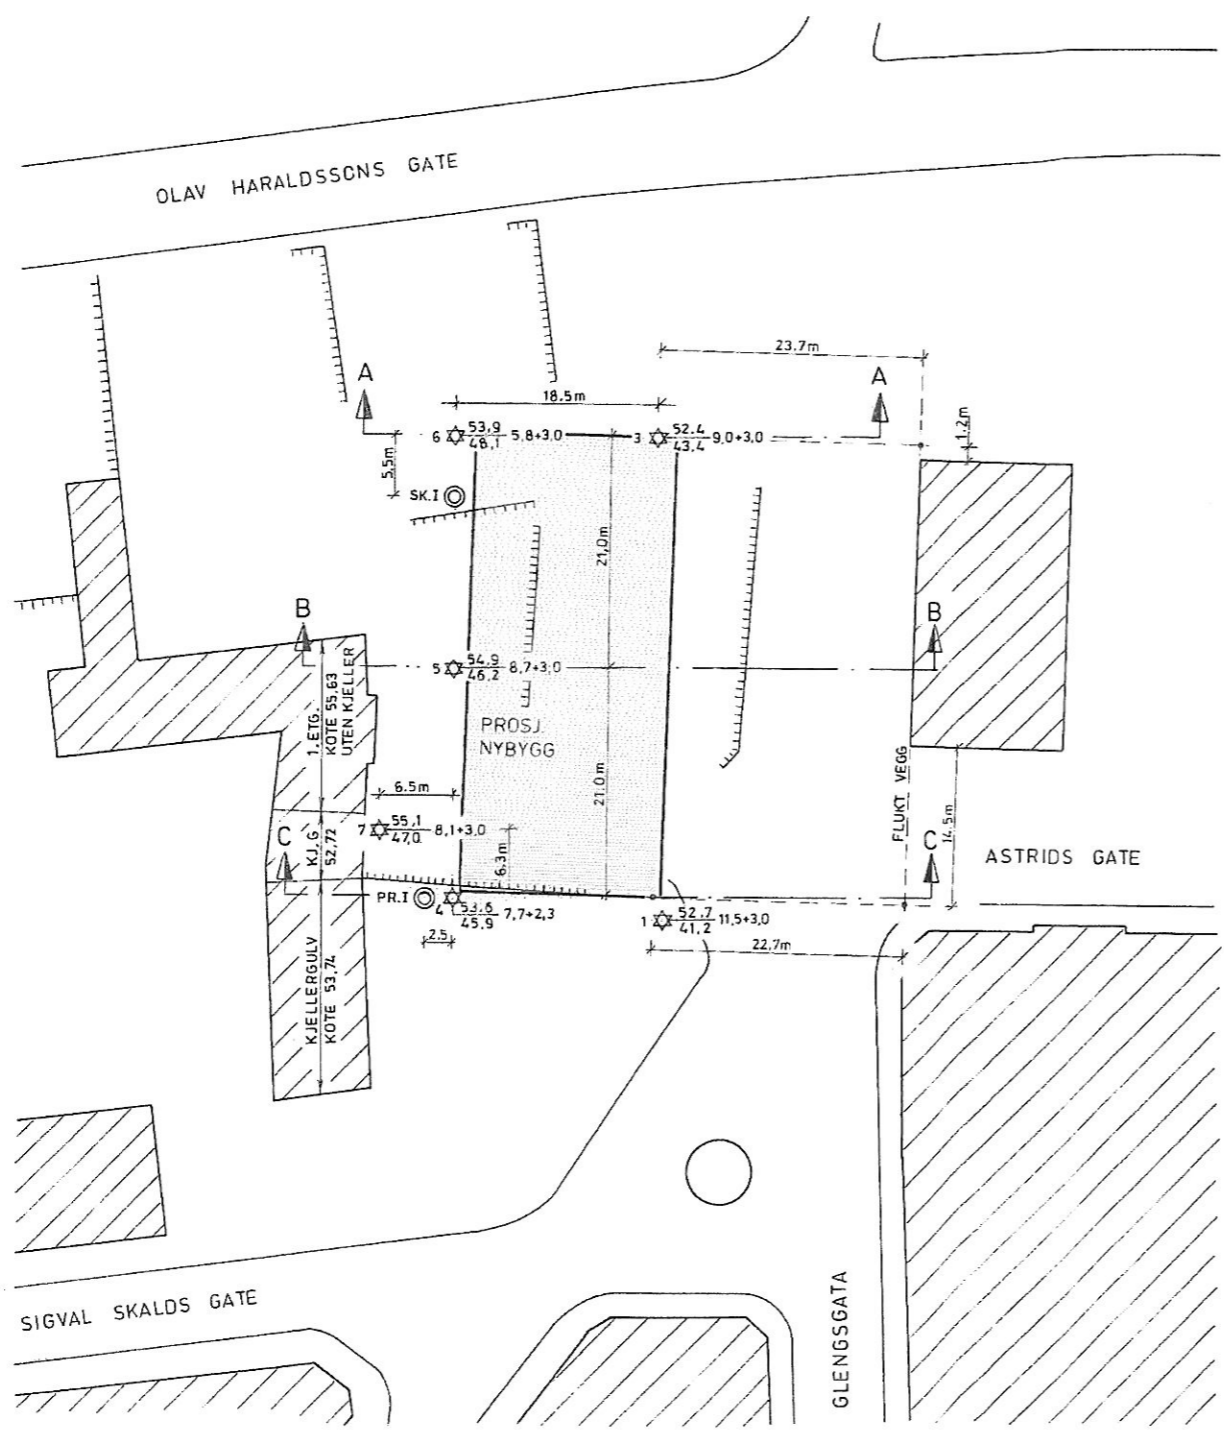 OLAV HARALDSSONS GATE
23.7m
A
A
18.5m
1.2m
6 53,9 5,8+3,0
48,1
3 52.4 9,0+3,0
43,4
5,5m
SK.I
21,0m
B
B
5 54.9 8,7+3,0
46,2
1. ETG.
KOTE 55,63
UTEN KJELLER
PROSJ.
NYBYGG
6.5m
21.0m
FLUKT VEGG
14.5m
7 55,1 8,1+3,0
47,0
C
KJ. G
52,72
6.3m
C
ASTRIDS GATE
PR.I
4 53.6 7,7+2,3
45.9
1 52.7 11,5+3,0
41,2
2.5
22.7m
KJELLERGULV
KOTE 53,74
SIGVAL SKALDS GATE
GLENGSGATA